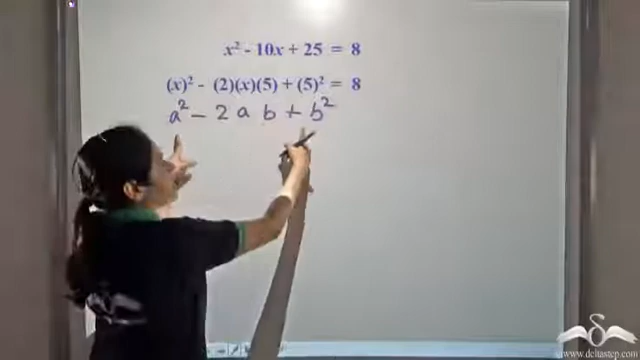 x² - 10x + 25 = 8
(x)² - (2)(x)(5) + (5)² = 8
a² - 2 a b + b²
www.deltastep.com